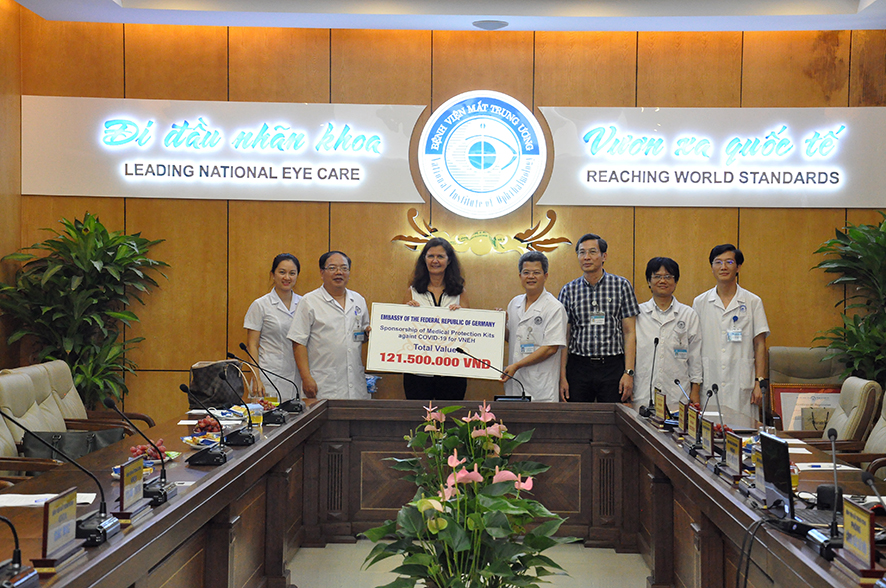 Đi đầu nhãn khoa
LEADING NATIONAL EYE CARE
BỆNH VIỆN MẮT TRUNG ƯƠNG
National Institute of Ophthalmology
Vươn xa quốc tế
REACHING WORLD STANDARDS
EMBASSY OF THE FEDERAL REPUBLIC OF GERMANY
Sponsorship of Medical Protection Kits
against COVID-19 for VNEH
Total Value
121.500.000 VND